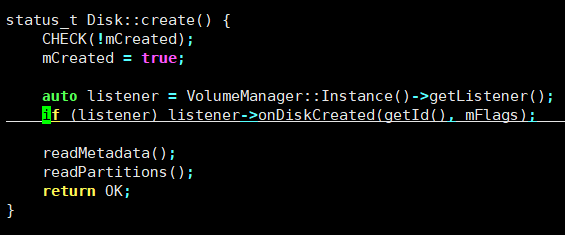 status_t Disk::create() {
    CHECK(!mCreated);
    mCreated = true;

    auto listener = VolumeManager::Instance()->getListener();
    if (listener) listener->onDiskCreated(getId(), mFlags);

    readMetadata();
    readPartitions();
    return OK;
}